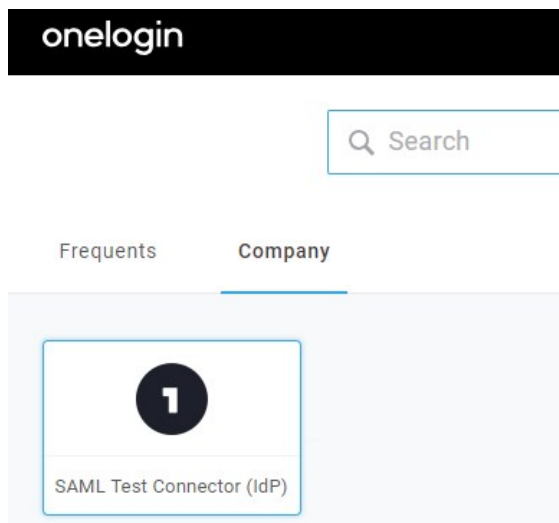 onelogin
Search
Frequents Company
1
SAML Test Connector (IdP)